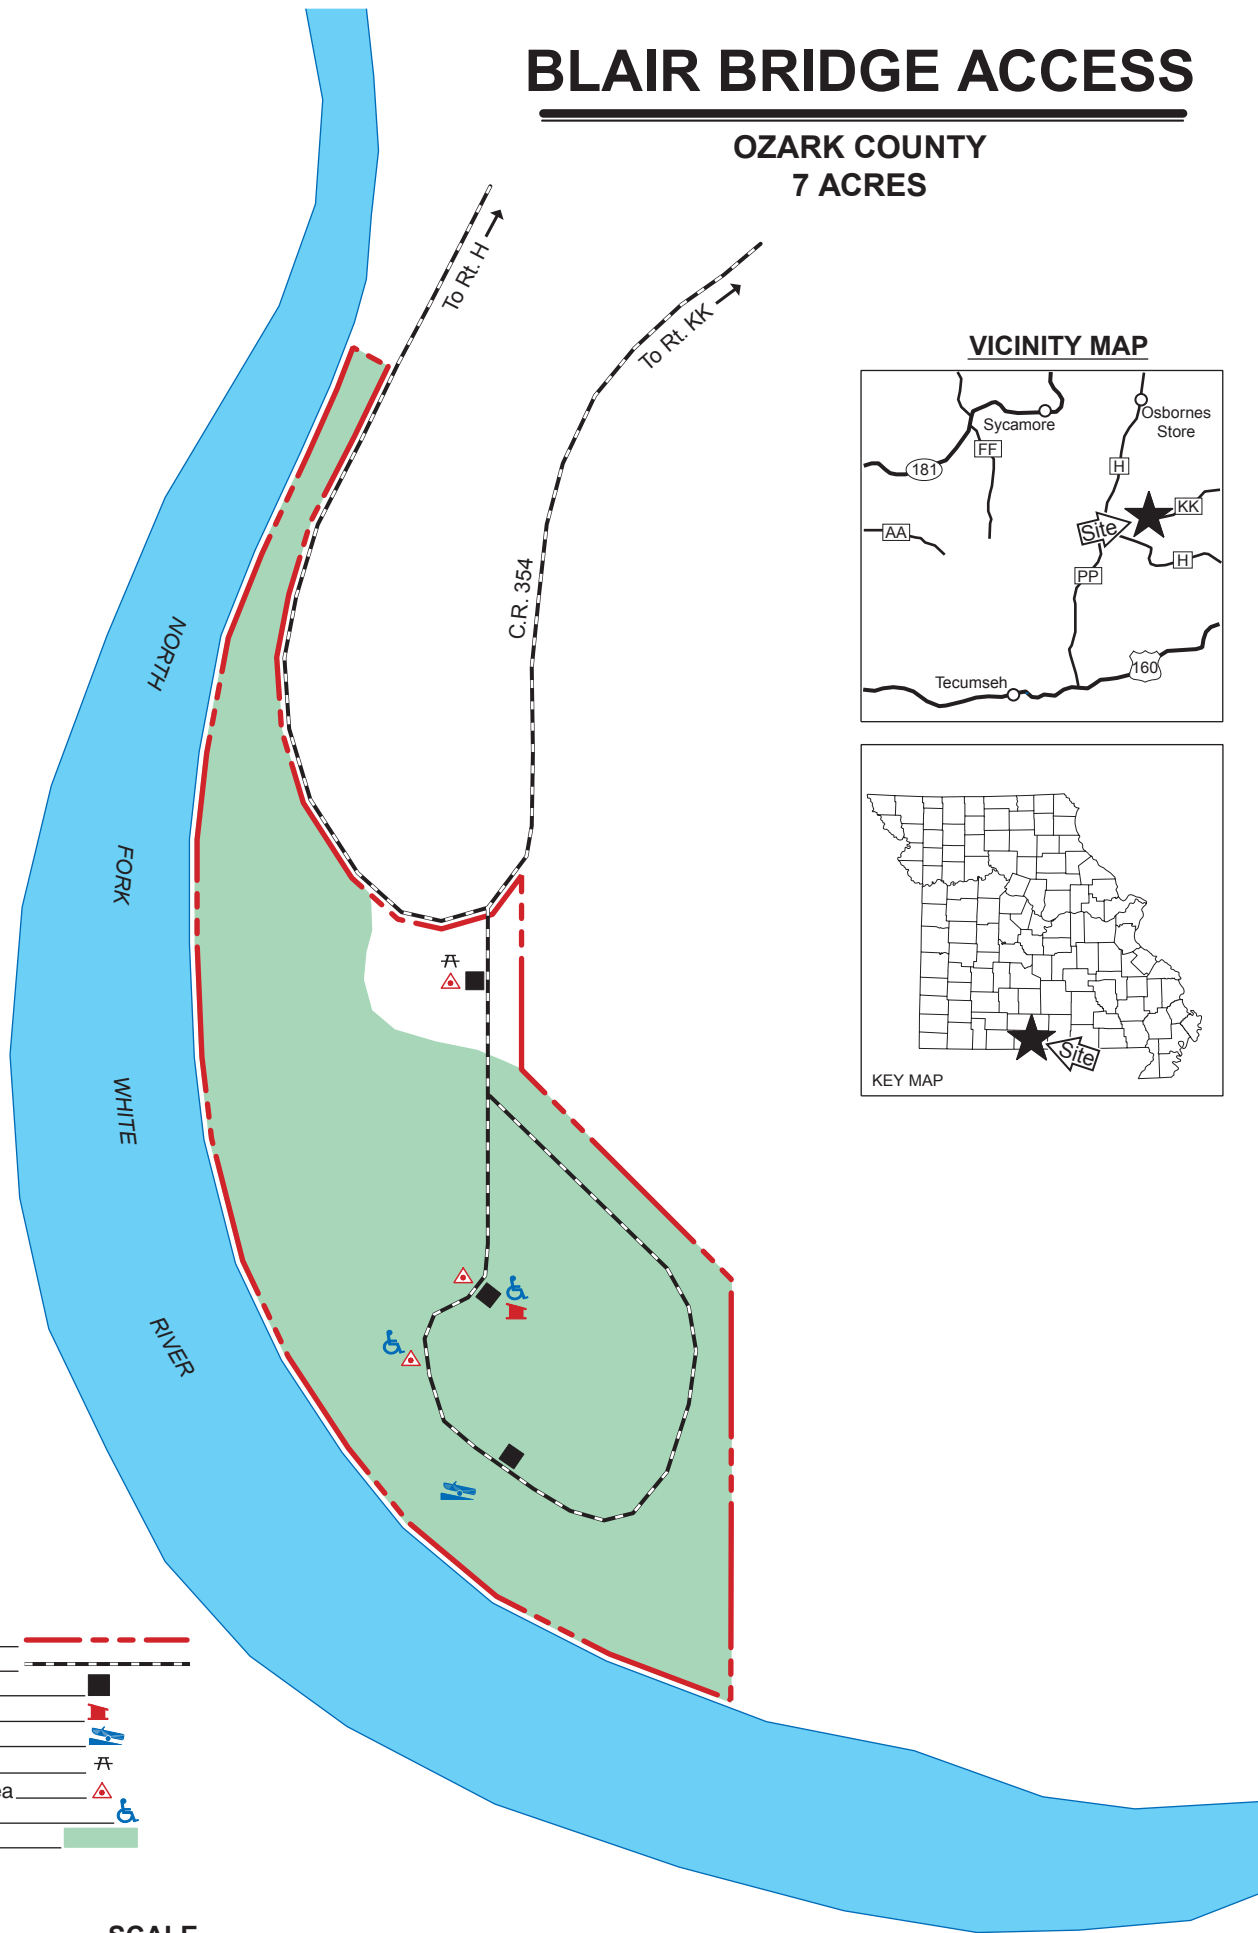 BLAIR BRIDGE ACCESS
OZARK COUNTY
7 ACRES
To Rt. H
To Rt. KK
C.R. 354
NORTH
FORK
WHITE
RIVER
VICINITY MAP
Sycamore
Osbornes
Store
FF
H
181
KK
Site
AA
H
PP
160
Tecumseh
Site
KEY MAP